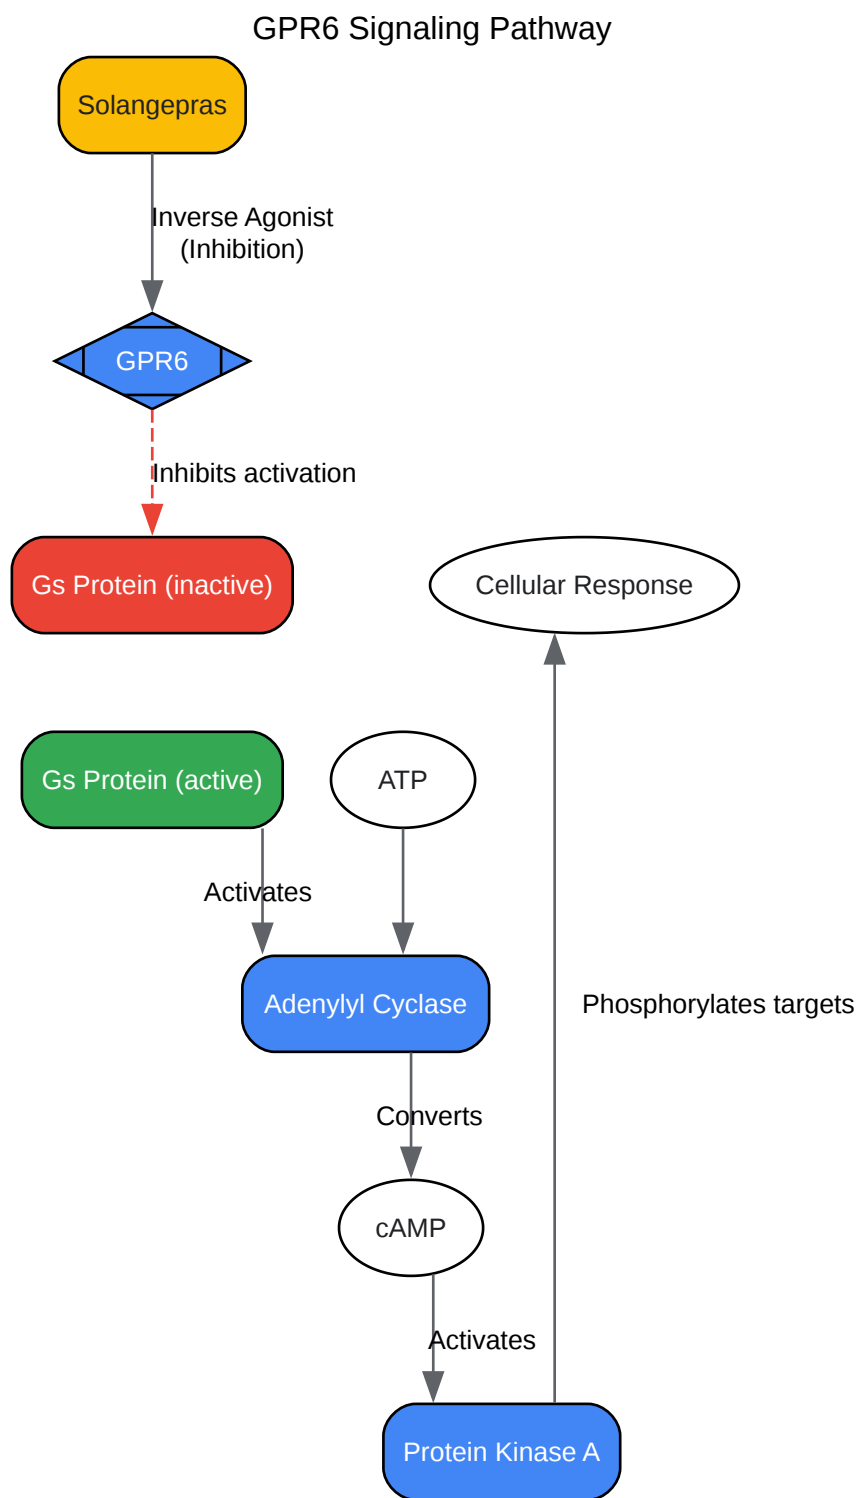 GPR6 Signaling Pathway
Solangepras
Inverse Agonist
(Inhibition)
GPR6
Inhibits activation
Gs Protein (inactive)
Cellular Response
Gs Protein (active)
ATP
Activates
Adenylyl Cyclase
Phosphorylates targets
Converts
cAMP
Activates
Protein Kinase A